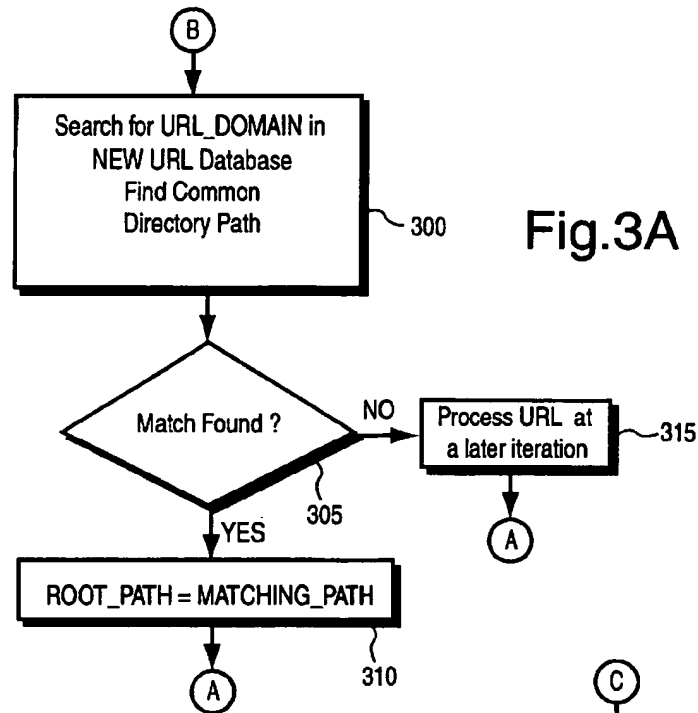 B
Search for URL_DOMAIN in
NEW URL Database
Find Common
Directory Path
300
Fig.3A
Match Found ?
NO
305
YES
Process URL at
a later iteration
315
A
ROOT_PATH = MATCHING_PATH
310
A
C